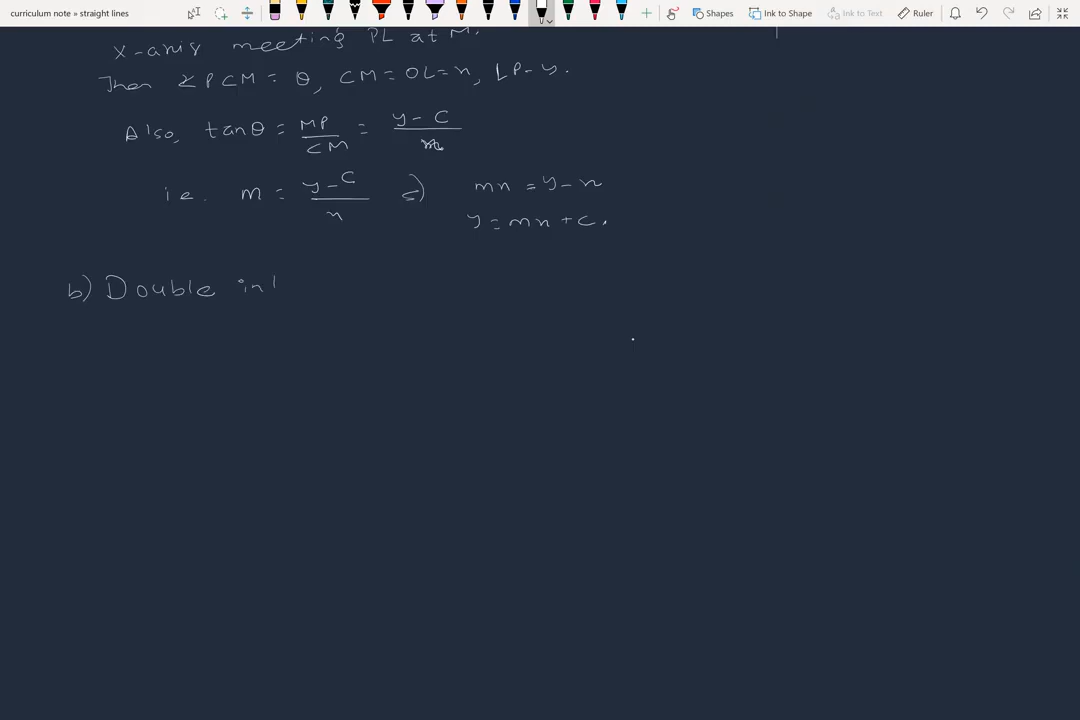 curriculum note » straight lines
Shapes Ink to Shape Ink to Text Ruler
X-axis meeting PL at M.
Then ∠PCM = θ, CM = OL = x, LP = y.
Also, tanθ = MP/CM = y - C/x
i.e. m = y - C/x ⇒ mx = y - x
y = mx + c.
b) Double int